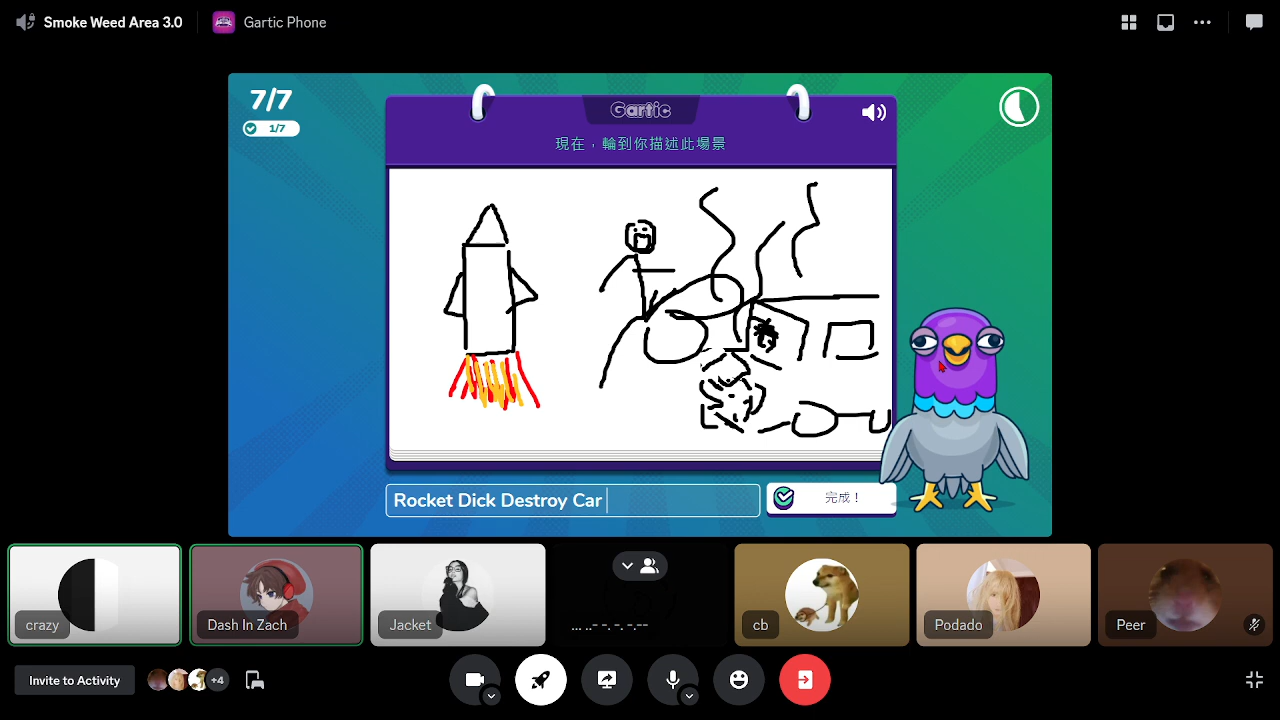 Smoke Weed Area 3.0
Gartic Phone
7/7
1/7
Gartic
現在，輪到你描述此場景
Rocket Dick Destroy Car
完成！
crazy
Dash In Zach
Jacket
... ..- -. -. -.--
cb
Podado
Peer
Invite to Activity
+4